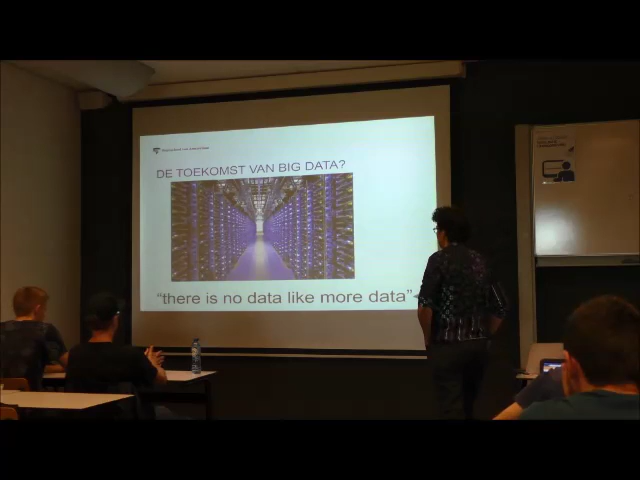 DE TOEKOMST VAN BIG DATA?
“there is no data like more data”